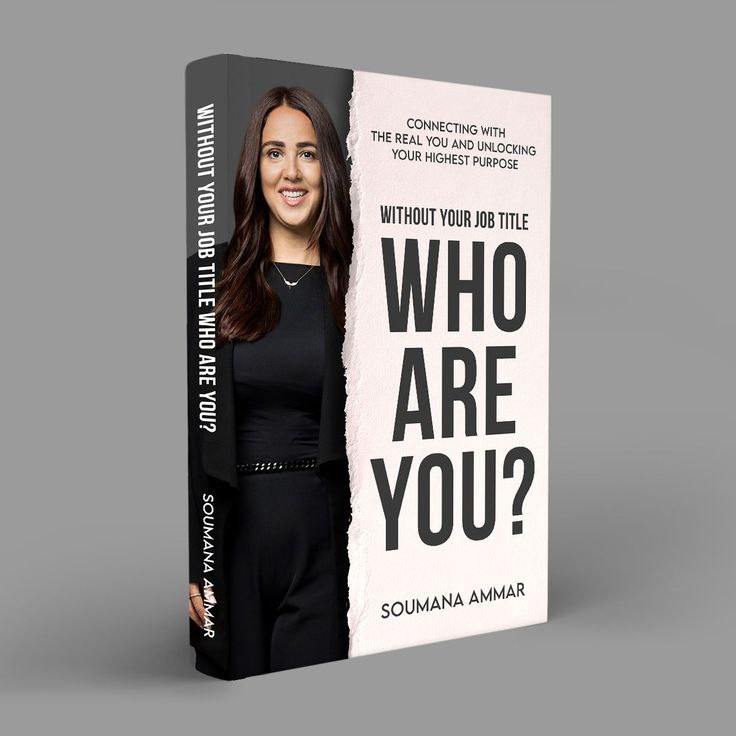 WITHOUT YOUR JOB TITLE WHO ARE YOU?
SOUMANA AMMAR
CONNECTING WITH
THE REAL YOU AND UNLOCKING
YOUR HIGHEST PURPOSE
WITHOUT YOUR JOB TITLE
WHO
ARE
YOU?
SOUMANA AMMAR